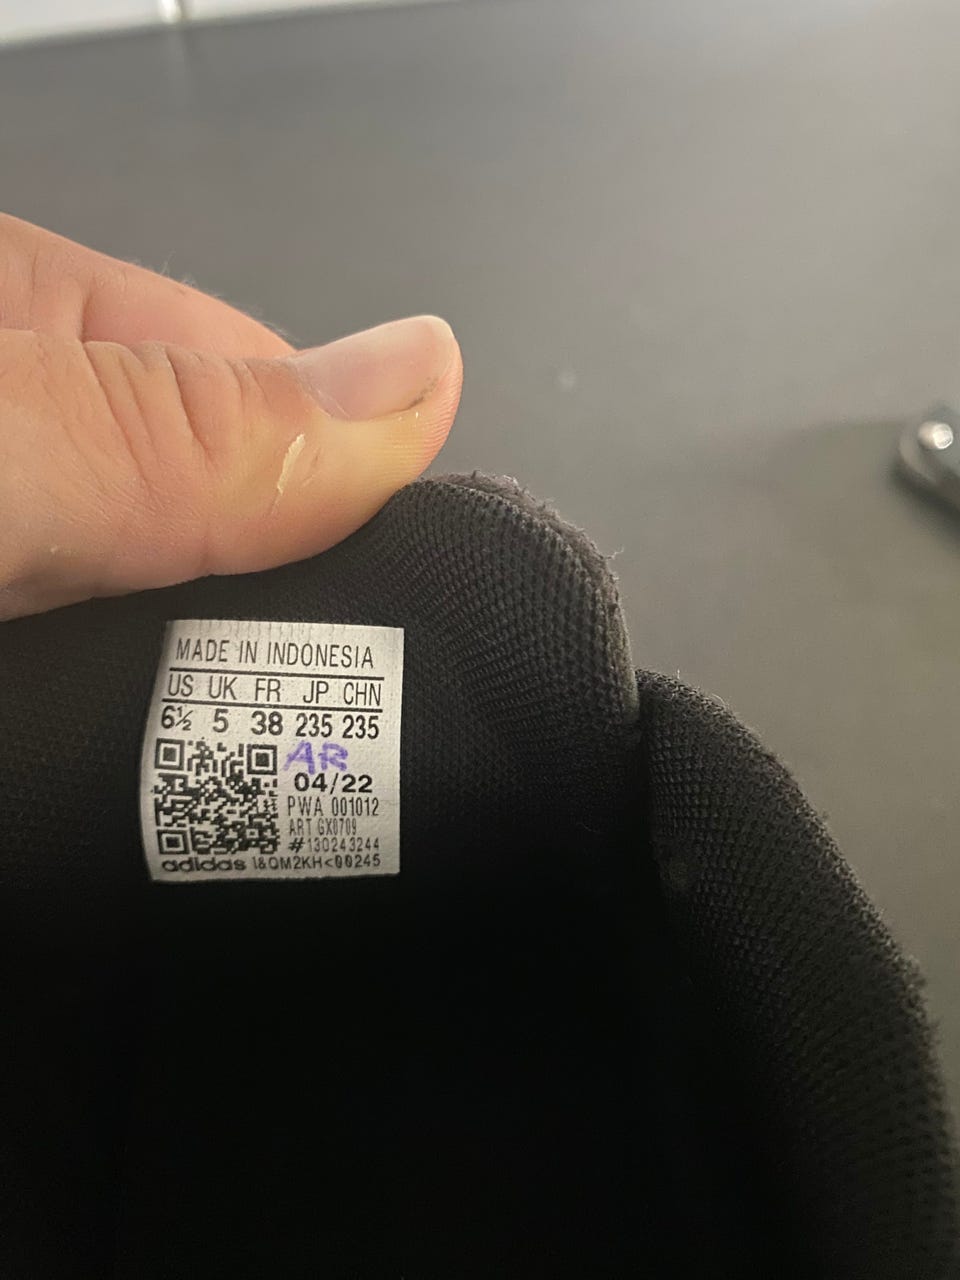 MADE IN INDONESIA
US UK FR JP CHN
6½ 5 38 235 235
AR
04/22
PWA 001012
ART GX0709
#130243244
adidas I&QM2KH<00245